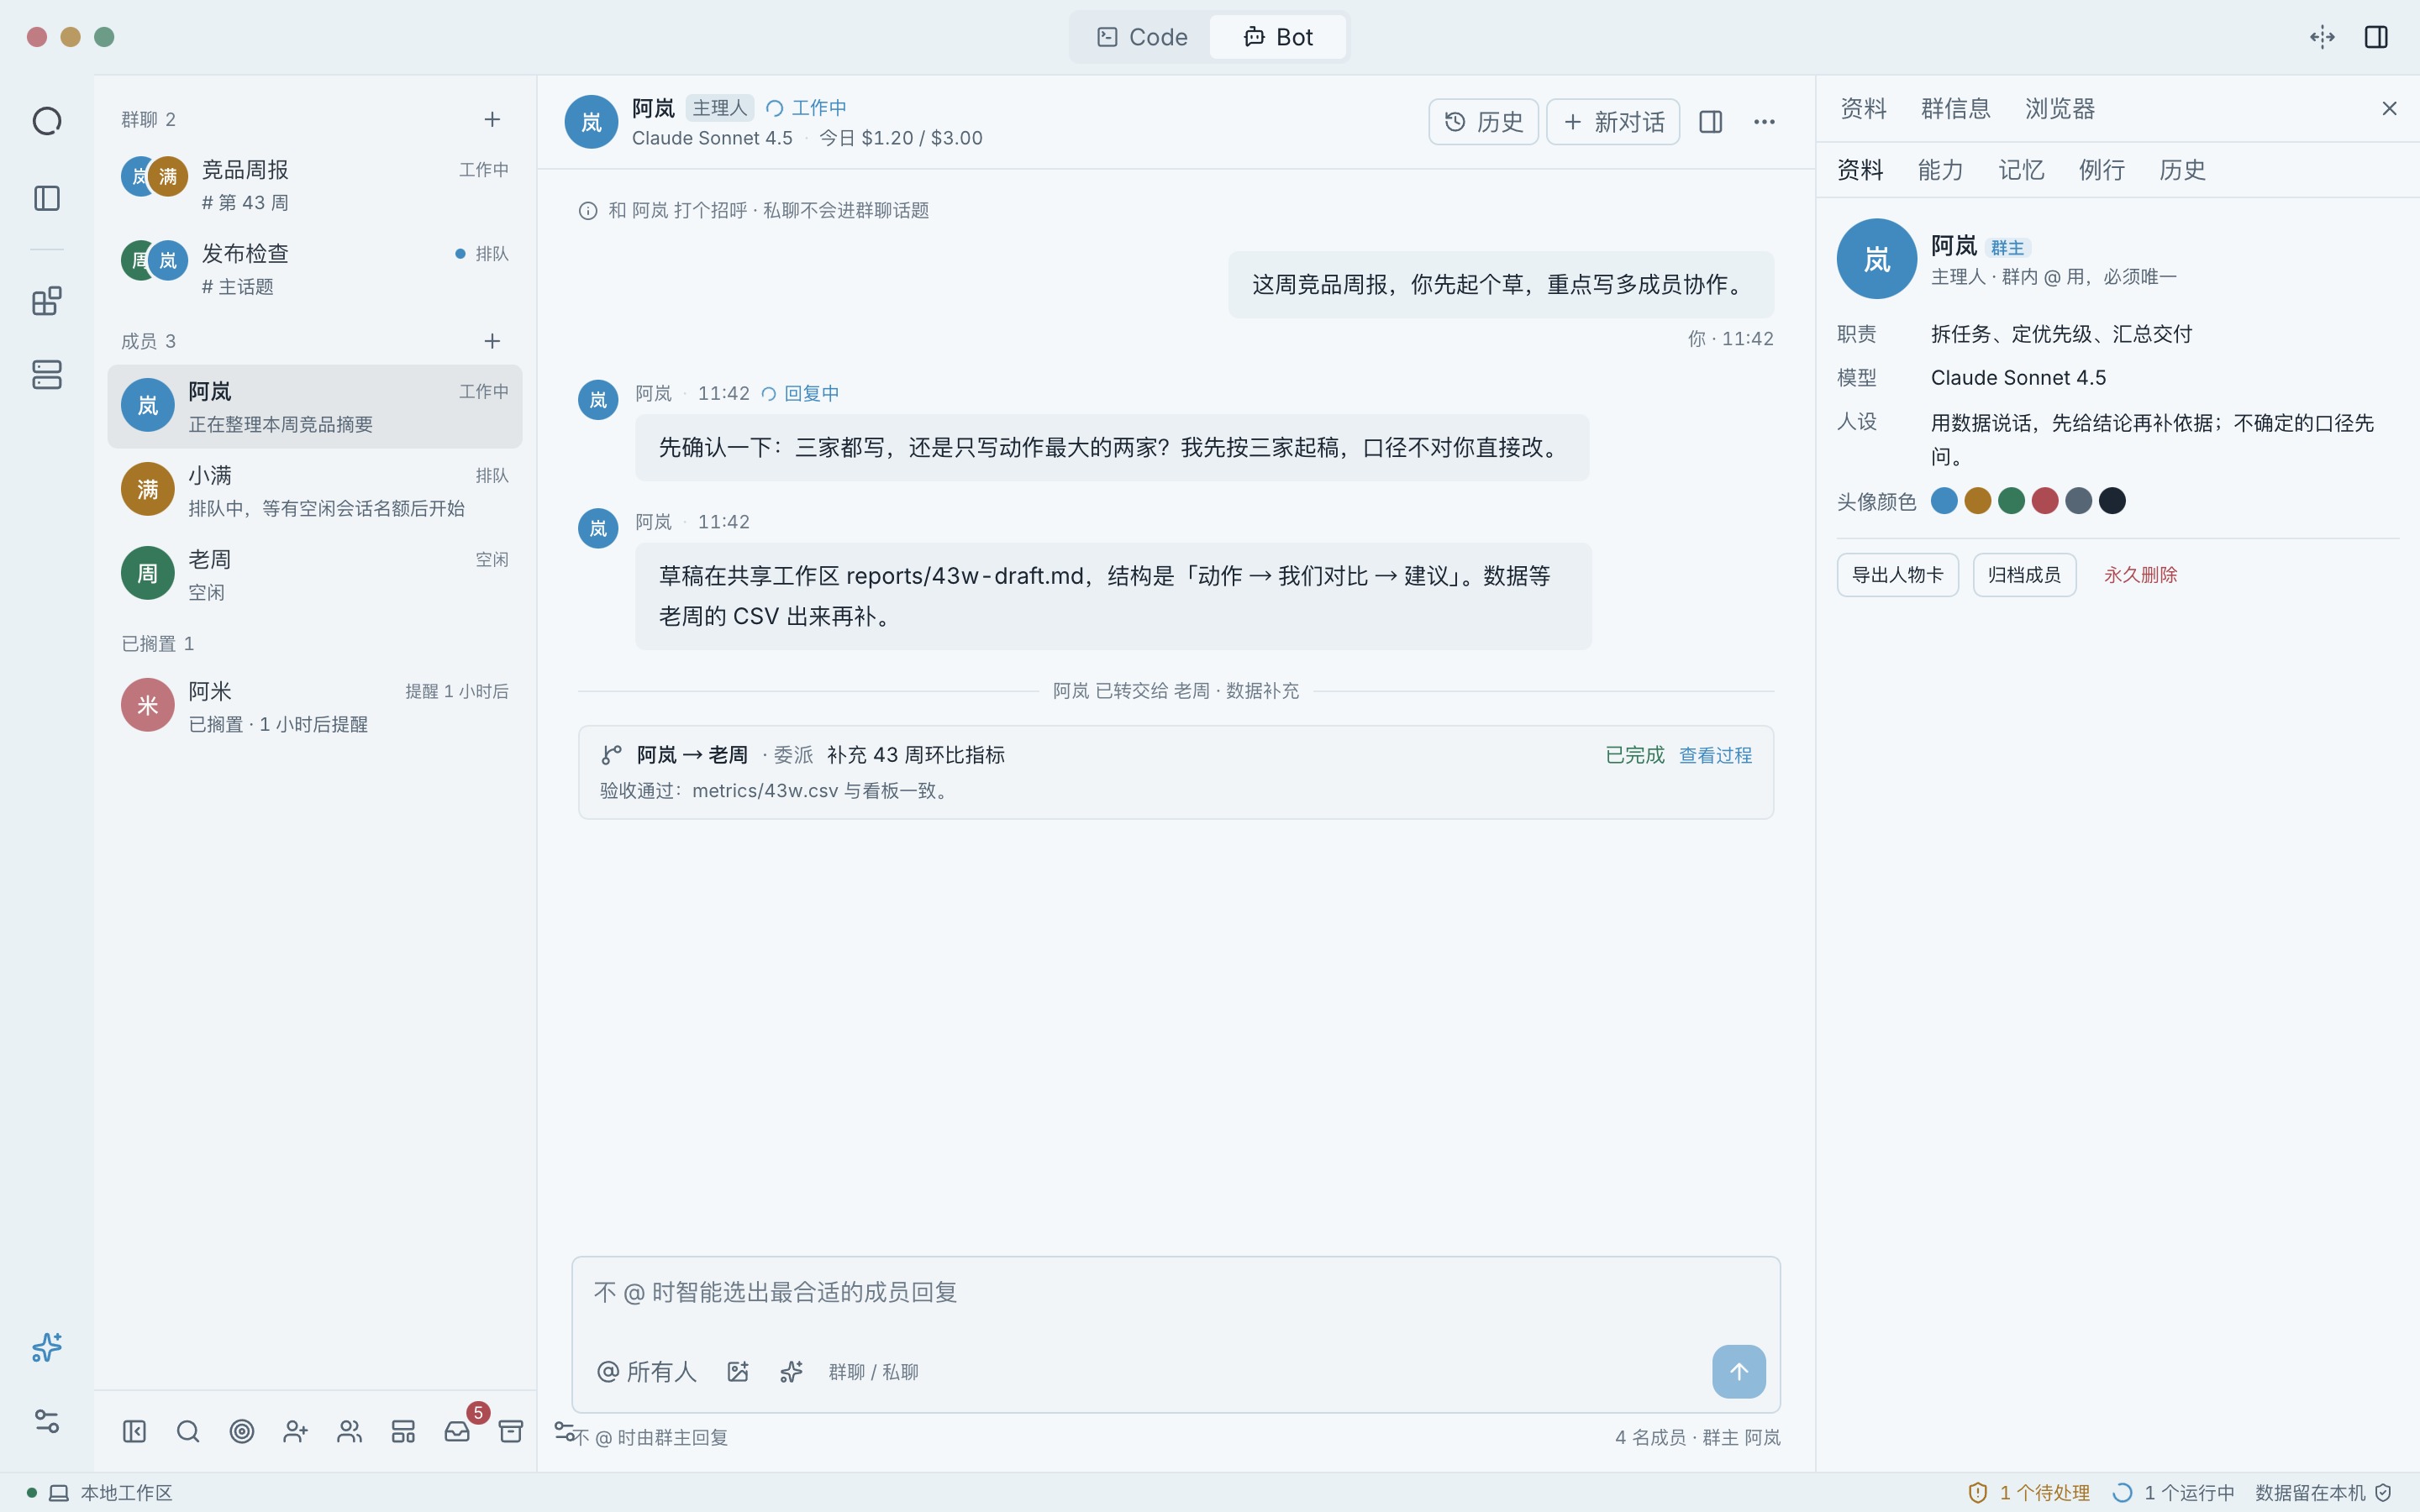 Code
Bot
群聊 2
岚 满 竞品周报 工作中
# 第 43 周
周 岚 发布检查 排队
# 主话题
成员 3
岚 阿岚 工作中
正在整理本周竞品摘要
满 小满 排队
排队中，等有空闲会话名额后开始
周 老周 空闲
空闲
已搁置 1
米 阿米 提醒 1 小时后
已搁置 · 1 小时后提醒
5
岚 阿岚 主理人 工作中
Claude Sonnet 4.5 · 今日 $1.20 / $3.00
历史
新对话
和 阿岚 打个招呼 · 私聊不会进群聊话题
这周竞品周报，你先起个草，重点写多成员协作。
你 · 11:42
岚 阿岚 · 11:42 回复中
先确认一下：三家都写，还是只写动作最大的两家？我先按三家起稿，口径不对你直接改。
岚 阿岚 · 11:42
草稿在共享工作区 reports/43w-draft.md，结构是「动作 → 我们对比 → 建议」。数据等
老周的 CSV 出来再补。
阿岚 已转交给 老周 · 数据补充
阿岚 → 老周 · 委派 补充 43 周环比指标 已完成 查看过程
验收通过：metrics/43w.csv 与看板一致。
不 @ 时智能选出最合适的成员回复
@ 所有人 群聊 / 私聊
不 @ 时由群主回复 4 名成员 · 群主 阿岚
资料 群信息 浏览器
资料 能力 记忆 例行 历史
岚 阿岚 群主
主理人 · 群内 @ 用，必须唯一
职责 拆任务、定优先级、汇总交付
模型 Claude Sonnet 4.5
人设 用数据说话，先给结论再补依据；不确定的口径先
问。
头像颜色
导出人物卡 归档成员 永久删除
本地工作区 1 个待处理 1 个运行中 数据留在本机